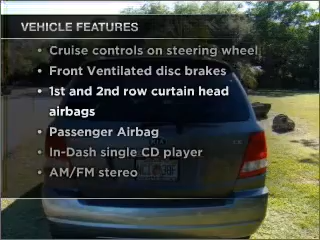 VEHICLE FEATURES
• Cruise controls on steering wheel
• Front Ventilated disc brakes
• 1st and 2nd row curtain head
airbags
• Passenger Airbag
• In-Dash single CD player
• AM/FM stereo